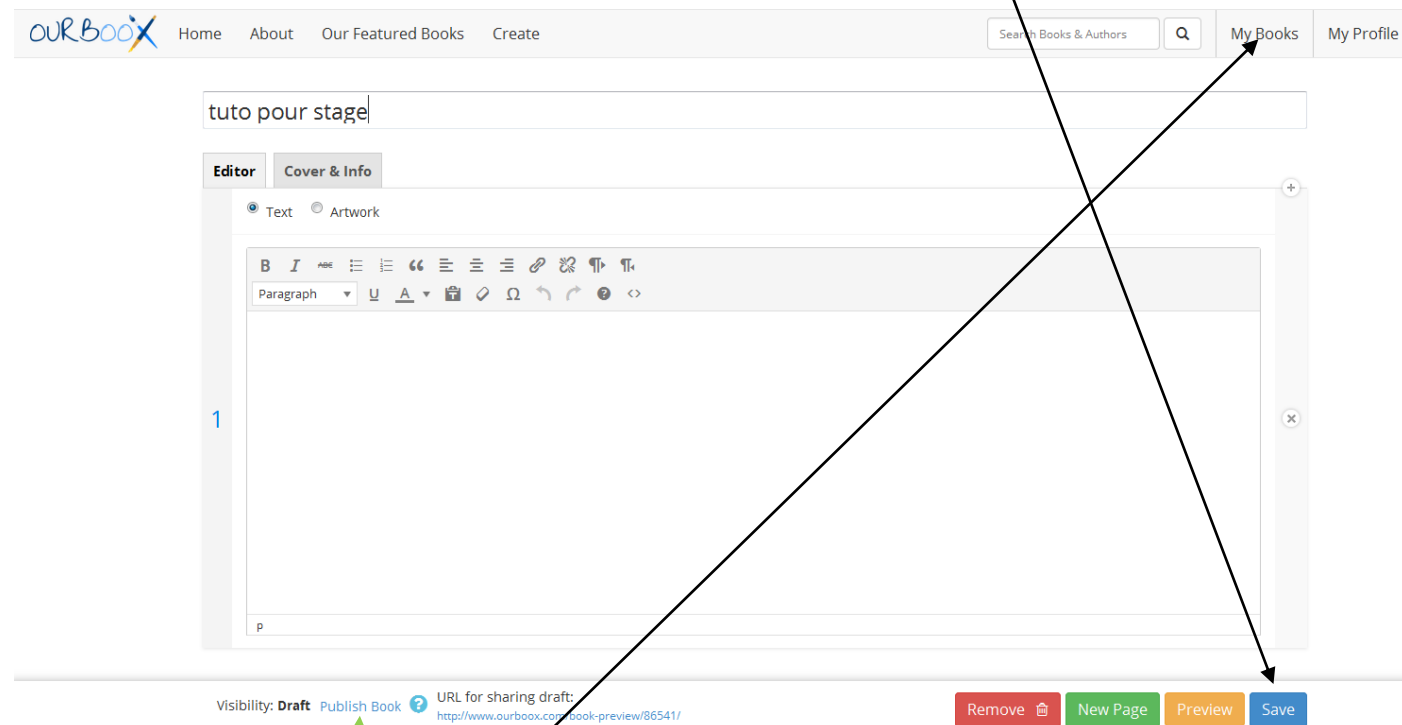 OURBOOX Home About Our Featured Books Create Search Books & Authors My Books My Profile
tuto pour stage
Editor Cover & Info
Text Artwork
B I ABC
Paragraph U A Ω
1
p
Visibility: Draft Publish Book ? URL for sharing draft:
http://www.ourboox.com/book-preview/86541/
Remove New Page Preview Save